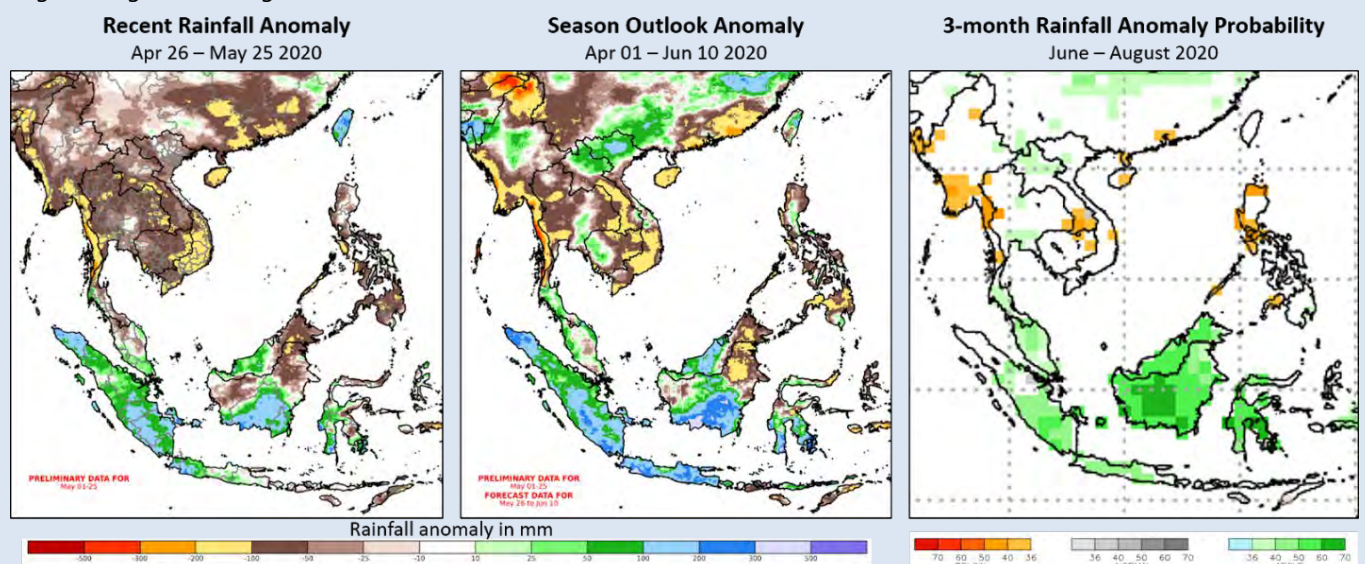 Recent Rainfall Anomaly
Apr 26 – May 25 2020
Season Outlook Anomaly
Apr 01 – Jun 10 2020
3-month Rainfall Anomaly Probability
June – August 2020
PRELIMINARY DATA FOR
May 01-25
PRELIMINARY DATA FOR
May 01-25
FORECAST DATA FOR
May 26 to Jun 10
Rainfall anomaly in mm
-500 -300 -200 -100 -50 -25 -10 10 25 50 100 200 300 500
70 60 50 40 36
36 40 50 60 70
36 40 50 60 70